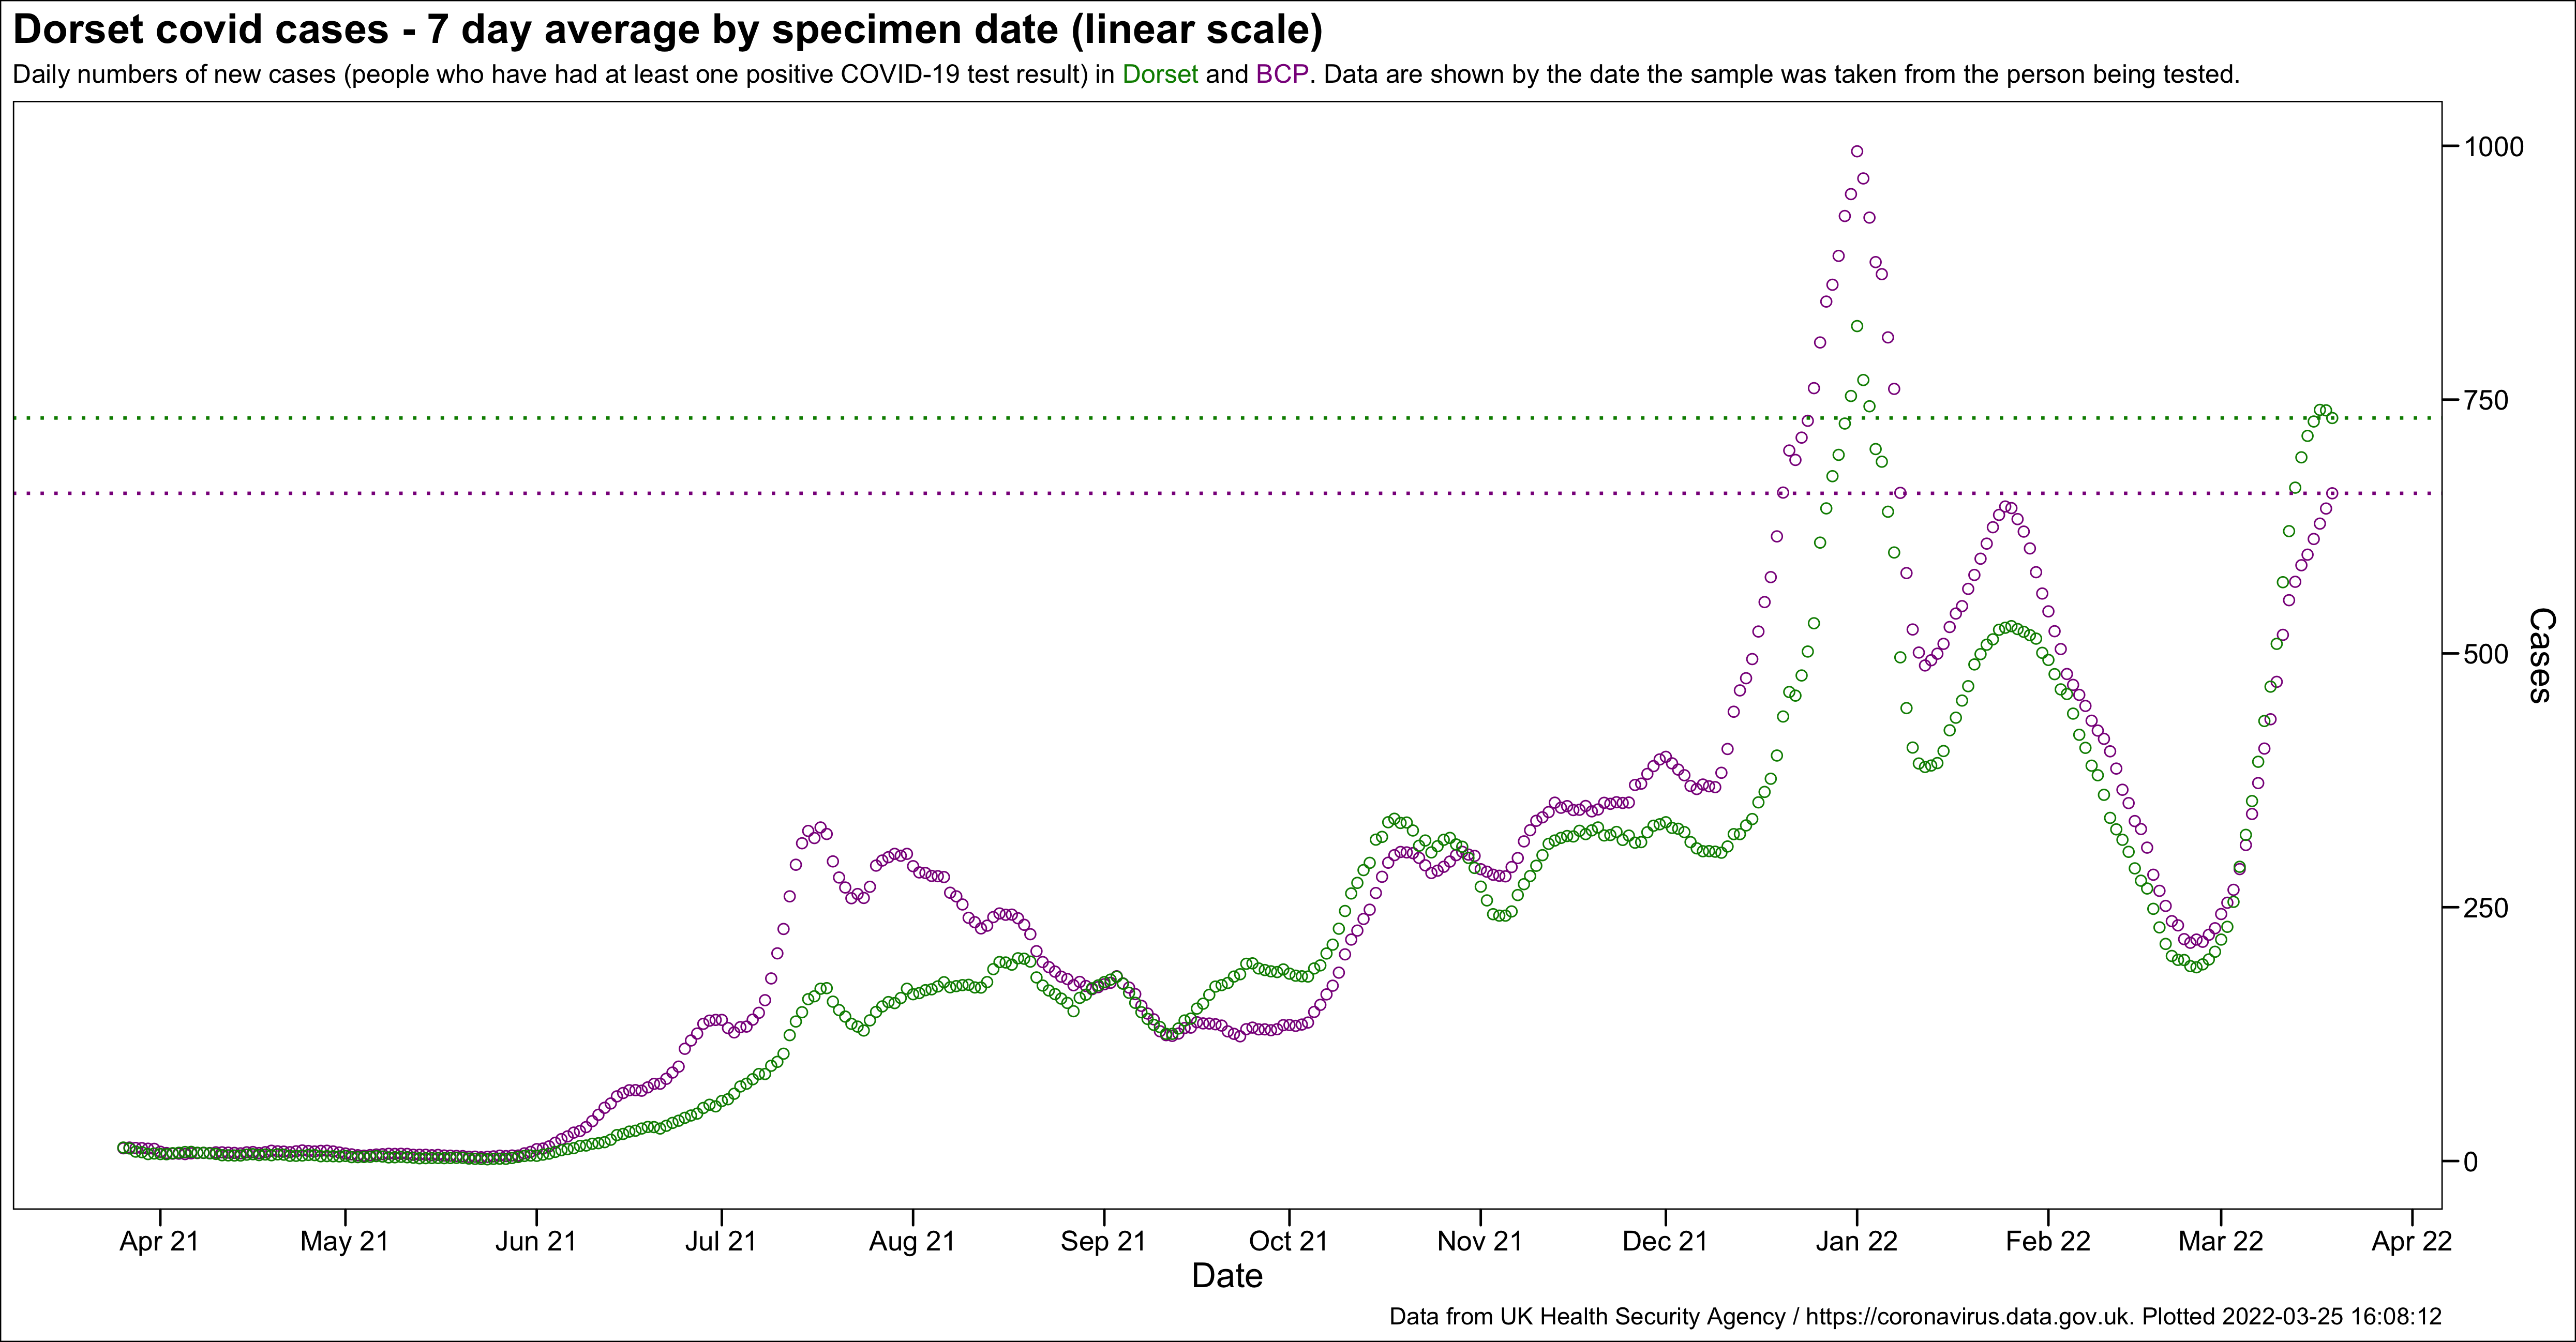 Dorset covid cases - 7 day average by specimen date (linear scale)
Daily numbers of new cases (people who have had at least one positive COVID-19 test result) in Dorset and BCP. Data are shown by the date the sample was taken from the person being tested.
1000
750
500
250
0
Cases
Apr 21 May 21 Jun 21 Jul 21 Aug 21 Sep 21 Oct 21 Nov 21 Dec 21 Jan 22 Feb 22 Mar 22 Apr 22
Date
Data from UK Health Security Agency / https://coronavirus.data.gov.uk. Plotted 2022-03-25 16:08:12